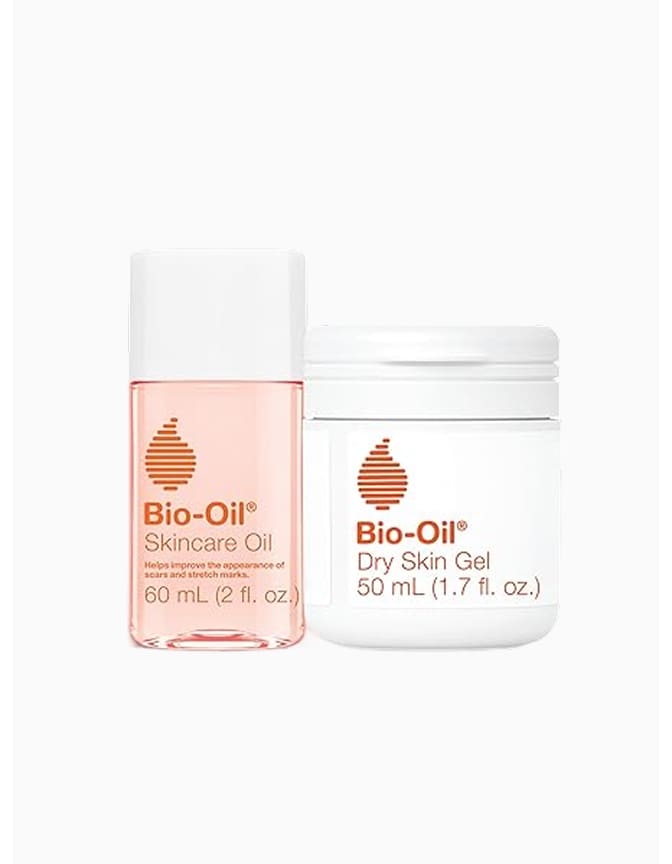 Bio-Oil®
Skincare Oil
Helps improve the appearance of
scars and stretch marks.
60 mL (2 fl. oz.)
Bio-Oil®
Dry Skin Gel
50 mL (1.7 fl. oz.)